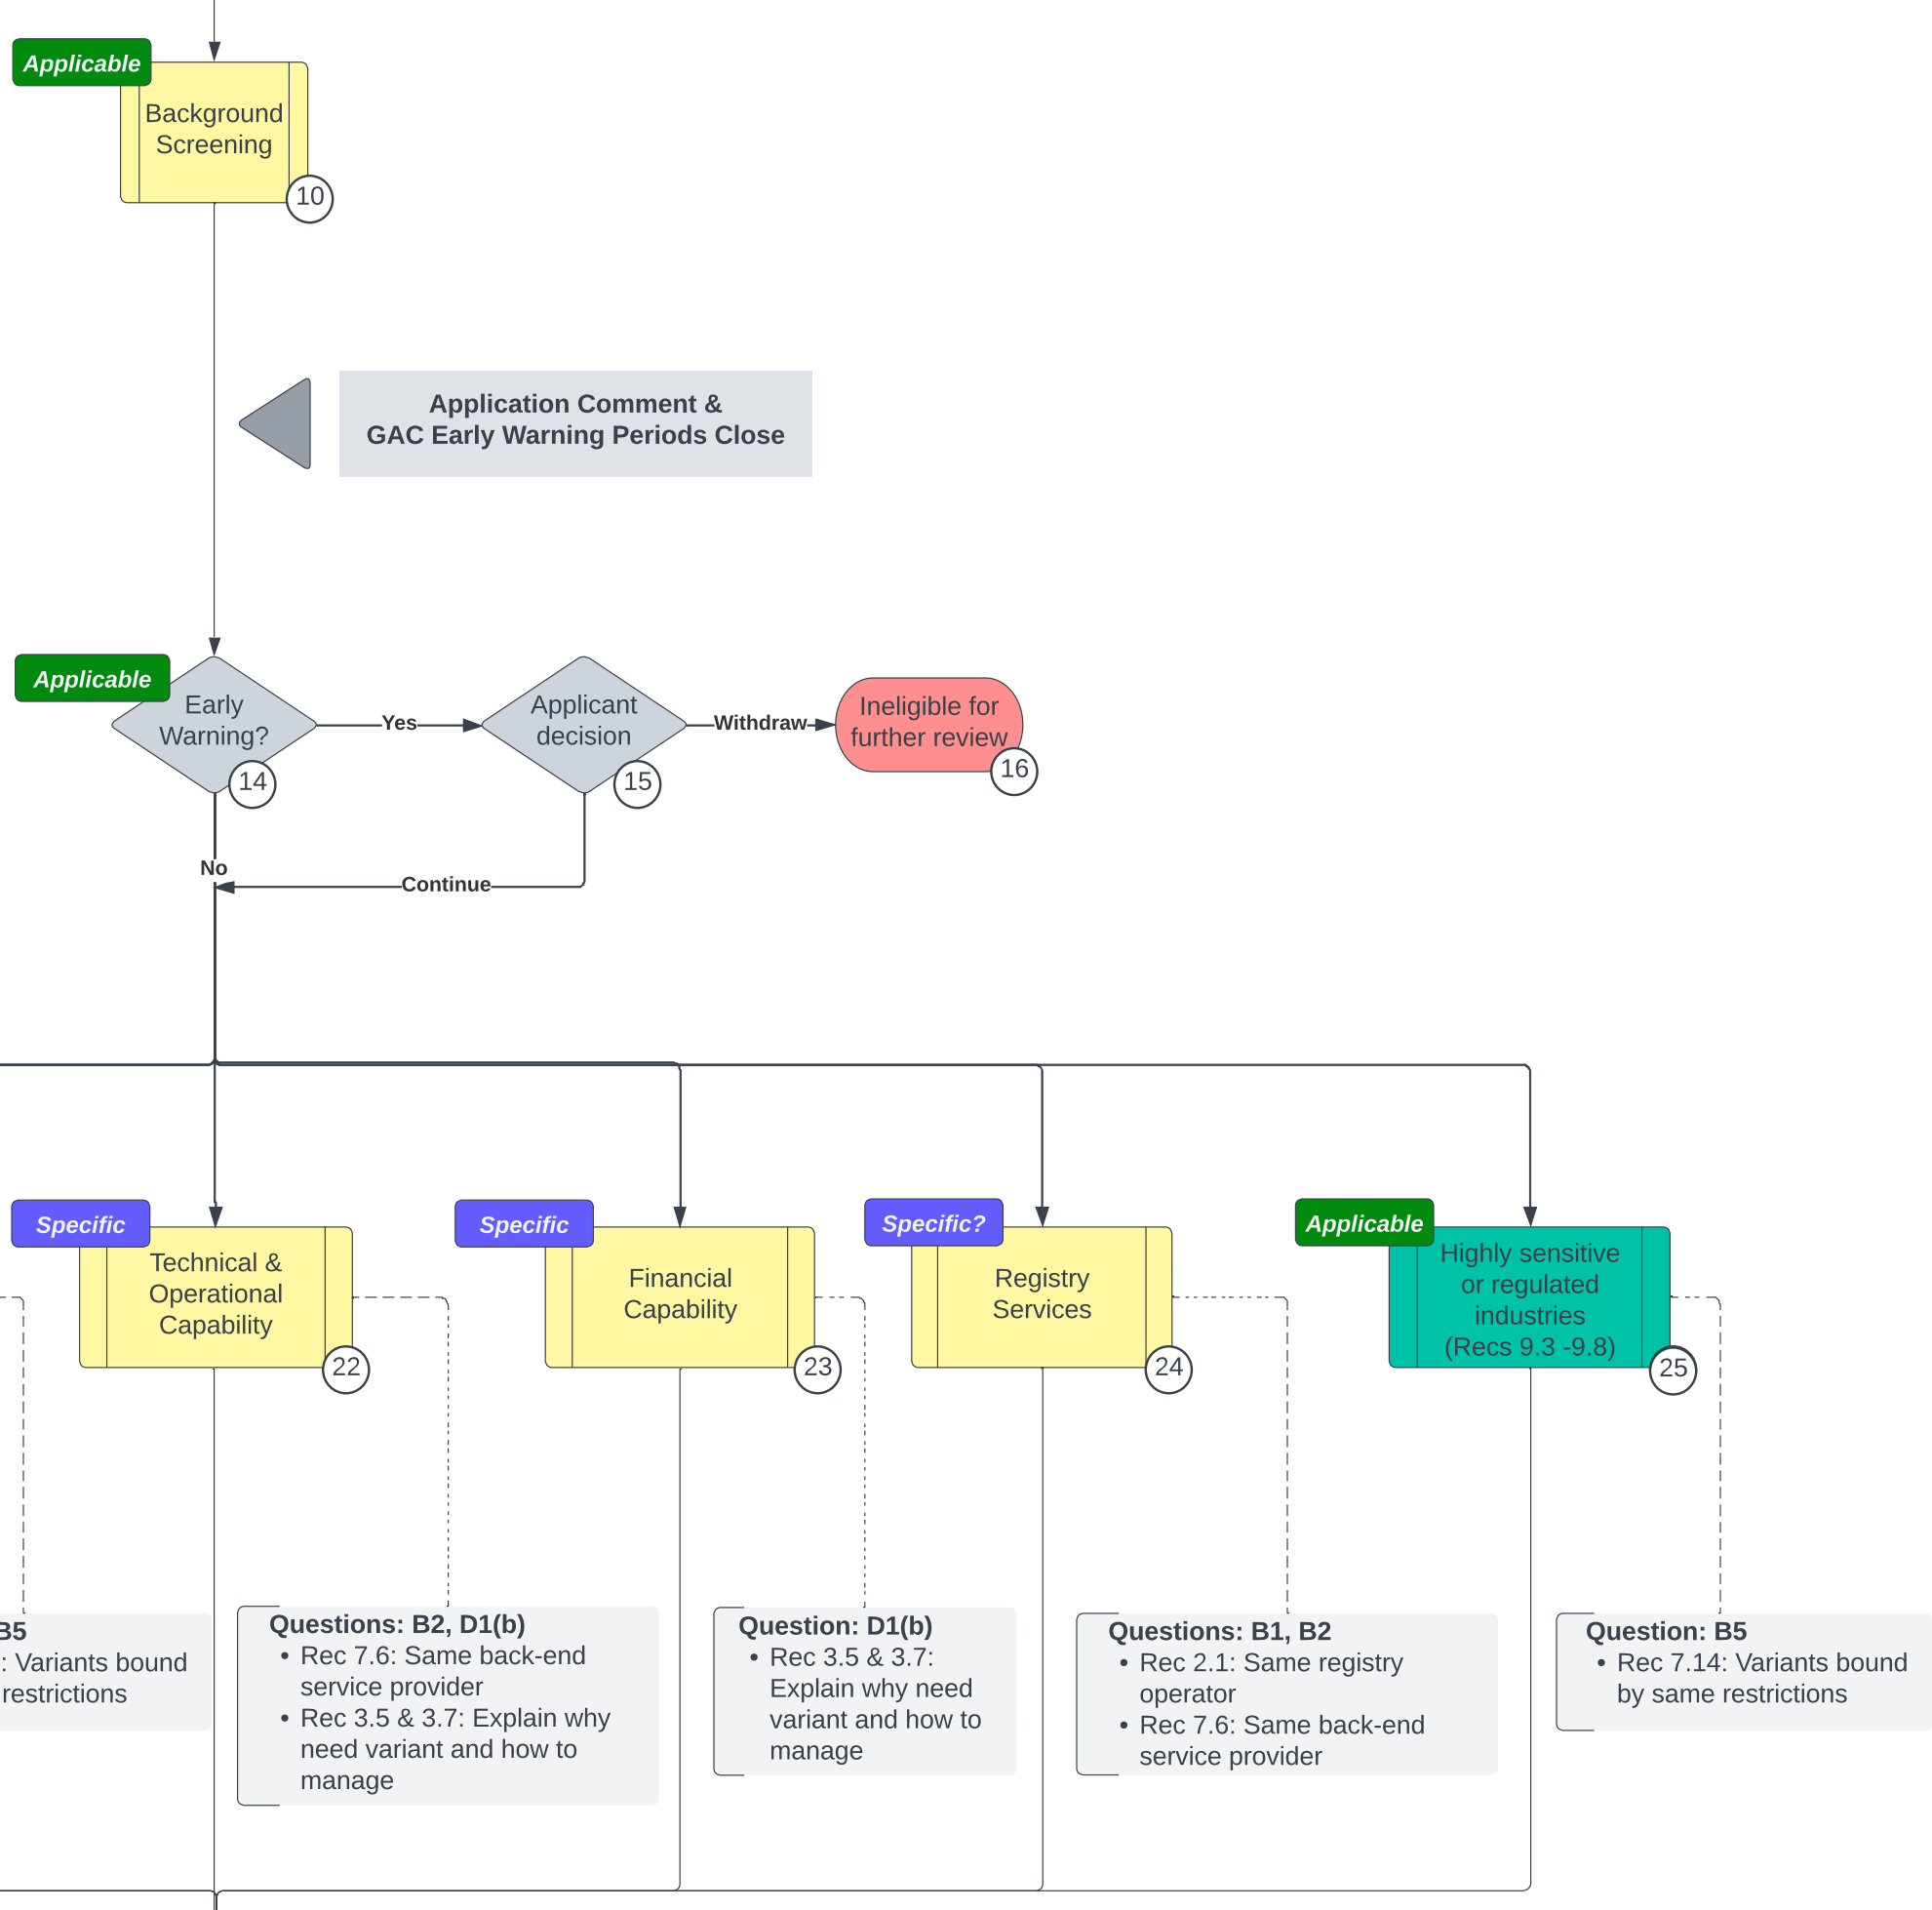 Applicable
Background
Screening
10
Application Comment &
GAC Early Warning Periods Close
Applicable
Early
Warning?
14
Yes
Applicant
decision
15
Withdraw
Ineligible for
further review
16
No
Continue
Specific
Technical &
Operational
Capability
22
Specific
Financial
Capability
23
Specific?
Registry
Services
24
Applicable
Highly sensitive
or regulated
industries
(Recs 9.3 -9.8)
25
B5
: Variants bound
restrictions
Questions: B2, D1(b)
• Rec 7.6: Same back-end
service provider
• Rec 3.5 & 3.7: Explain why
need variant and how to
manage
Question: D1(b)
• Rec 3.5 & 3.7:
Explain why need
variant and how to
manage
Questions: B1, B2
• Rec 2.1: Same registry
operator
• Rec 7.6: Same back-end
service provider
Question: B5
• Rec 7.14: Variants bound
by same restrictions